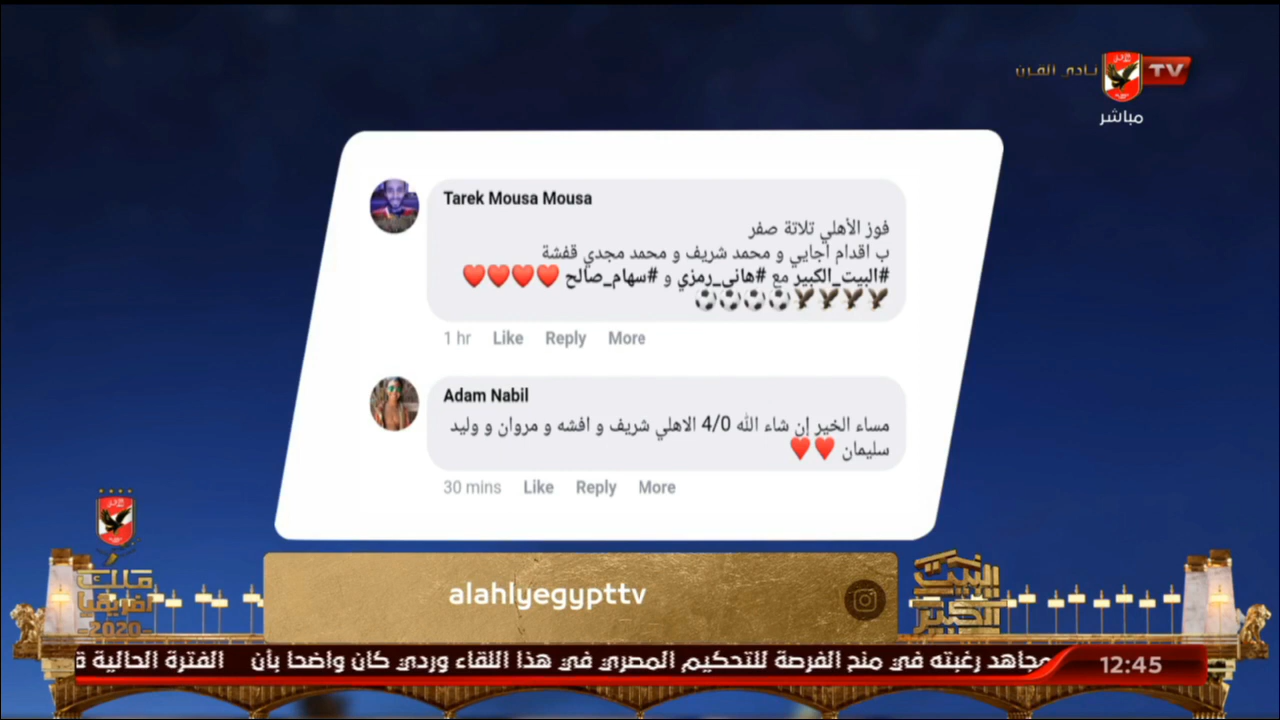 نادي القرن
TV
مباشر
Tarek Mousa Mousa
فوز الأهلي تلاتة صفر
ب اقدام اجايي و محمد شريف و محمد مجدي قفشة
#البيت_الكبير مع #هاني_رمزي و #سهام_صالح ❤️❤️❤️❤️
🦅🦅🦅🦅⚽⚽⚽⚽
1 hr Like Reply More
Adam Nabil
مساء الخير إن شاء الله 4/0 الاهلي شريف و افشه و مروان و وليد
سليمان ❤️❤️
30 mins Like Reply More
ملك
افريقيا
-2020-
alahlyegypttv
البيت
الكبير
مجاهد رغبته في منح الفرصة للتحكيم المصري في هذا اللقاء وردي كان واضحا بأن الفترة الحالية
12:45